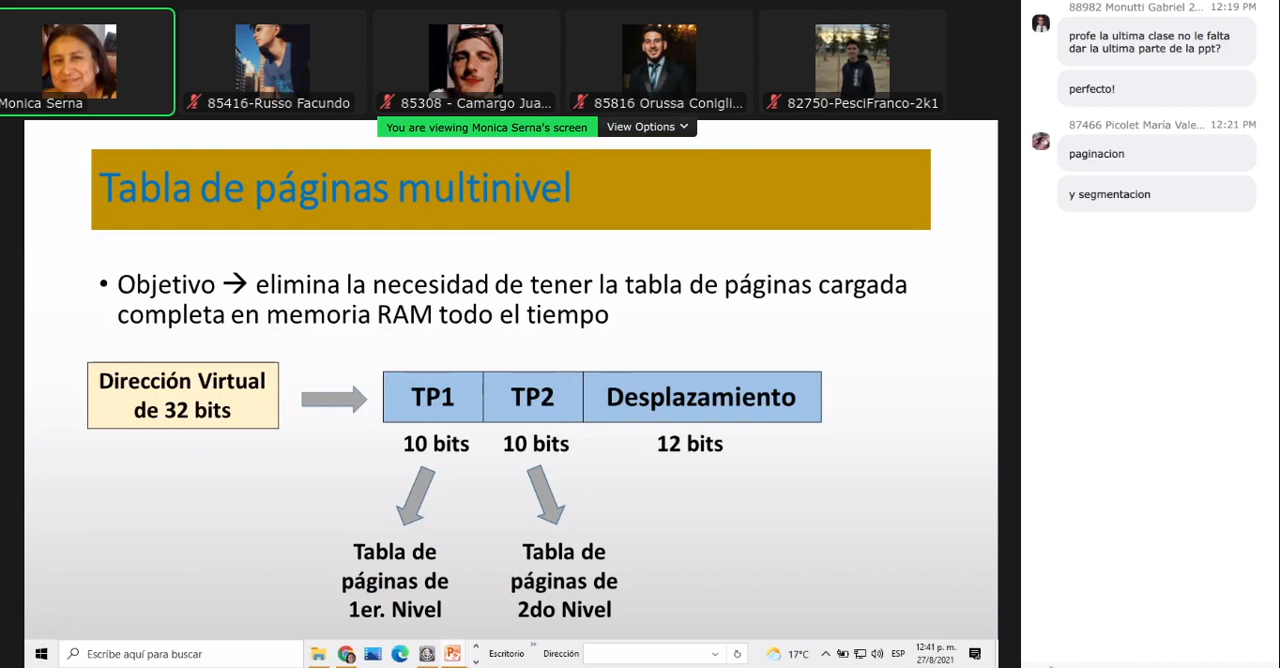 Monica Serna
85416-Russo Facundo
85308 - Camargo Jua...
85816 Orussa Conigli...
82750-PesciFranco-2k1
You are viewing Monica Serna's screen
View Options
Tabla de páginas multinivel
• Objetivo → elimina la necesidad de tener la tabla de páginas cargada
completa en memoria RAM todo el tiempo
Dirección Virtual
de 32 bits
TP1
TP2
Desplazamiento
10 bits
10 bits
12 bits
Tabla de
páginas de
1er. Nivel
Tabla de
páginas de
2do Nivel
Escribe aquí para buscar
Escritorio
Dirección
17°C
ESP
12:41 p. m.
27/8/2021
88982 Monutti Gabriel 2... 12:19 PM
profe la ultima clase no le falta
dar la ultima parte de la ppt?
perfecto!
87466 Picolet María Vale... 12:21 PM
paginacion
y segmentacion